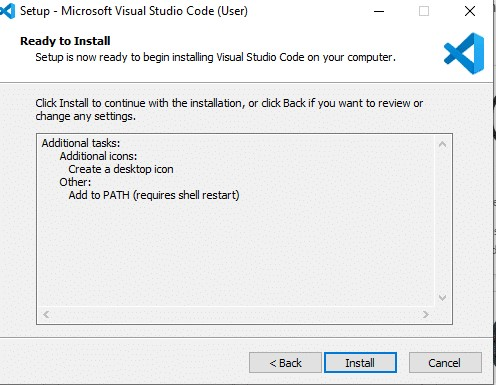 Setup - Microsoft Visual Studio Code (User)
Ready to Install
Setup is now ready to begin installing Visual Studio Code on your computer.
Click Install to continue with the installation, or click Back if you want to review or
change any settings.
Additional tasks:
Additional icons:
Create a desktop icon
Other:
Add to PATH (requires shell restart)
< Back
Install
Cancel